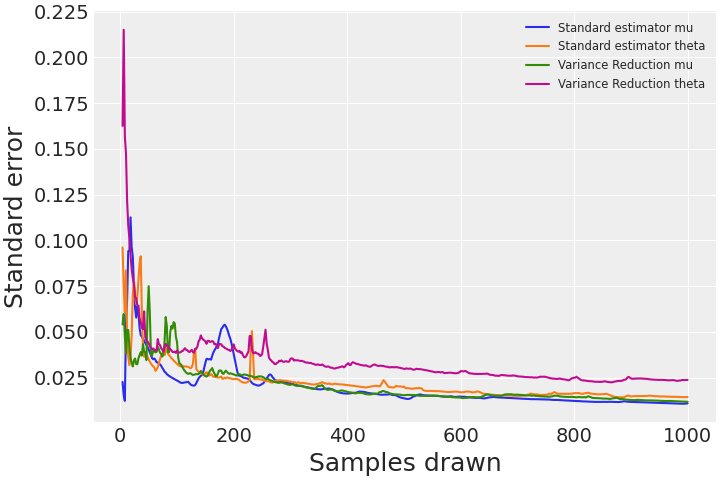 0.225
0.200
0.175
0.150
0.125
0.100
0.075
0.050
0.025
Standard error
0
200
400
600
800
1000
Samples drawn
Standard estimator mu
Standard estimator theta
Variance Reduction mu
Variance Reduction theta